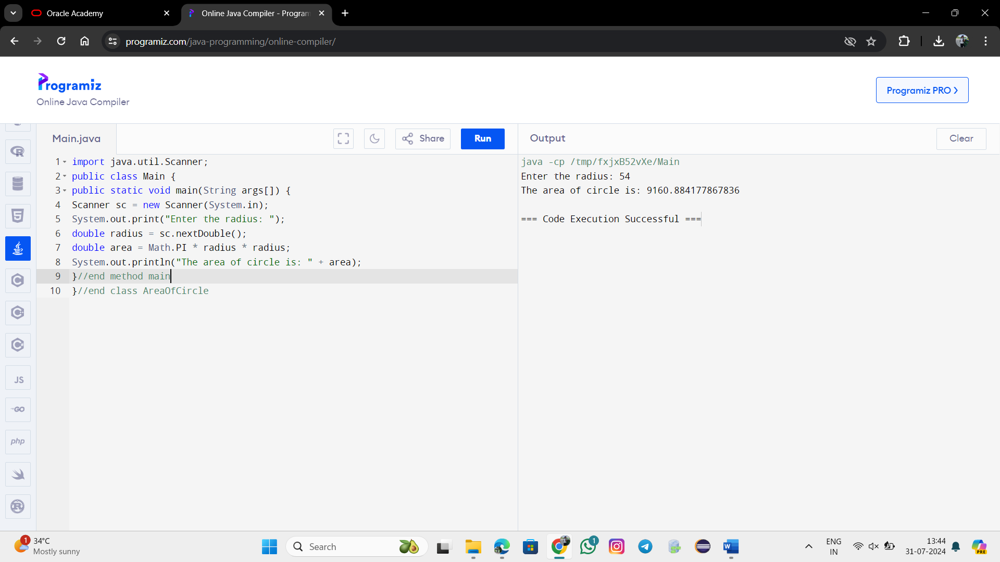 Oracle Academy
Online Java Compiler - Program
programiz.com/java-programming/online-compiler/
Programiz
Online Java Compiler
Programiz PRO
Main.java
Share
Run
Output
Clear
1 import java.util.Scanner;
2 public class Main {
3 public static void main(String args[]) {
4 Scanner sc = new Scanner(System.in);
5 System.out.print("Enter the radius: ");
6 double radius = sc.nextDouble();
7 double area = Math.PI * radius * radius;
8 System.out.println("The area of circle is: " + area);
9 }//end method main
10 }//end class AreaOfCircle
java -cp /tmp/fxjxB52vXe/Main
Enter the radius: 54
The area of circle is: 9160.884177867836
=== Code Execution Successful ===
R
5
C
C
C
JS
GO
php
R
1
34°C
Mostly sunny
Search
1
W
ENG
IN
13:44
31-07-2024
PRE